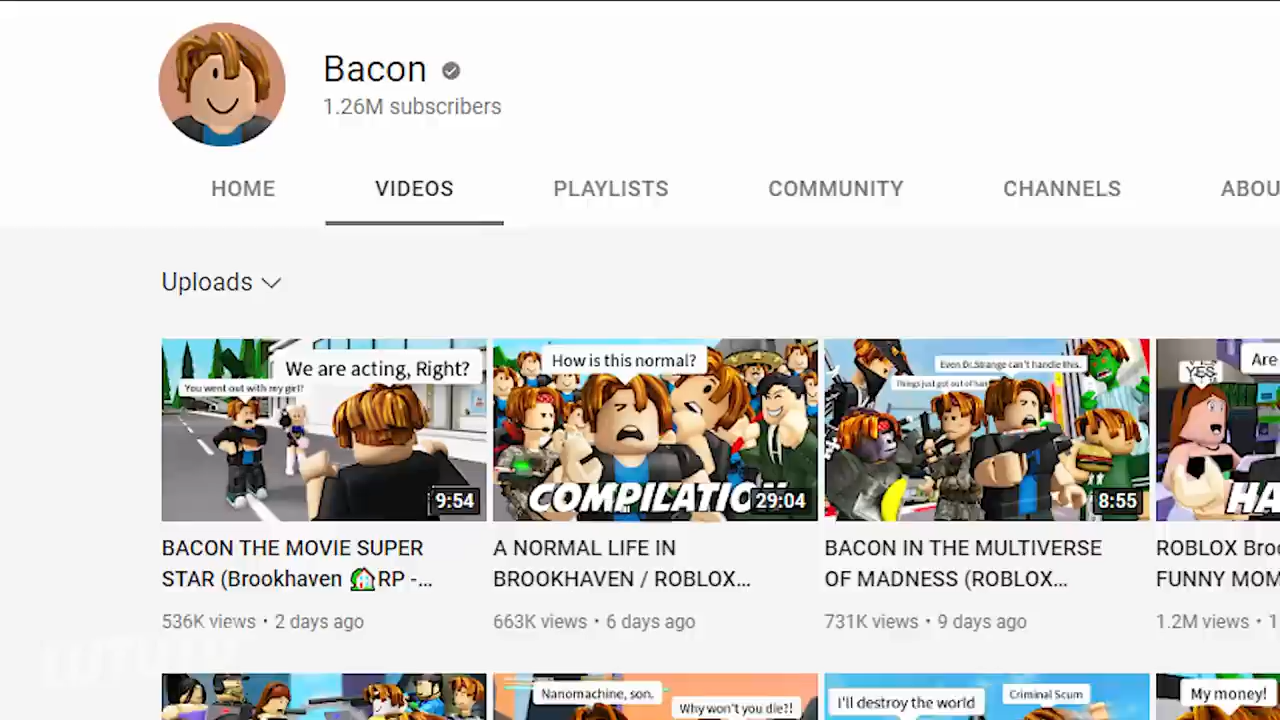 Bacon
1.26M subscribers
HOME VIDEOS PLAYLISTS COMMUNITY CHANNELS ABOU
Uploads
We are acting, Right?
You went out with my girl?
9:54
How is this normal?
COMPILATIO
29:04
Even Dr.Strange can't handle this.
Things just got out of han
8:55
YES
Are
HA
BACON THE MOVIE SUPER
STAR (Brookhaven 🏡RP -...
536K views • 2 days ago
A NORMAL LIFE IN
BROOKHAVEN / ROBLOX...
663K views • 6 days ago
BACON IN THE MULTIVERSE
OF MADNESS (ROBLOX...
731K views • 9 days ago
ROBLOX Broo
FUNNY MOM
1.2M views • 1
Nanomachine, son.
Why won't you die?!
I'll destroy the world
Criminal Scum
My money!